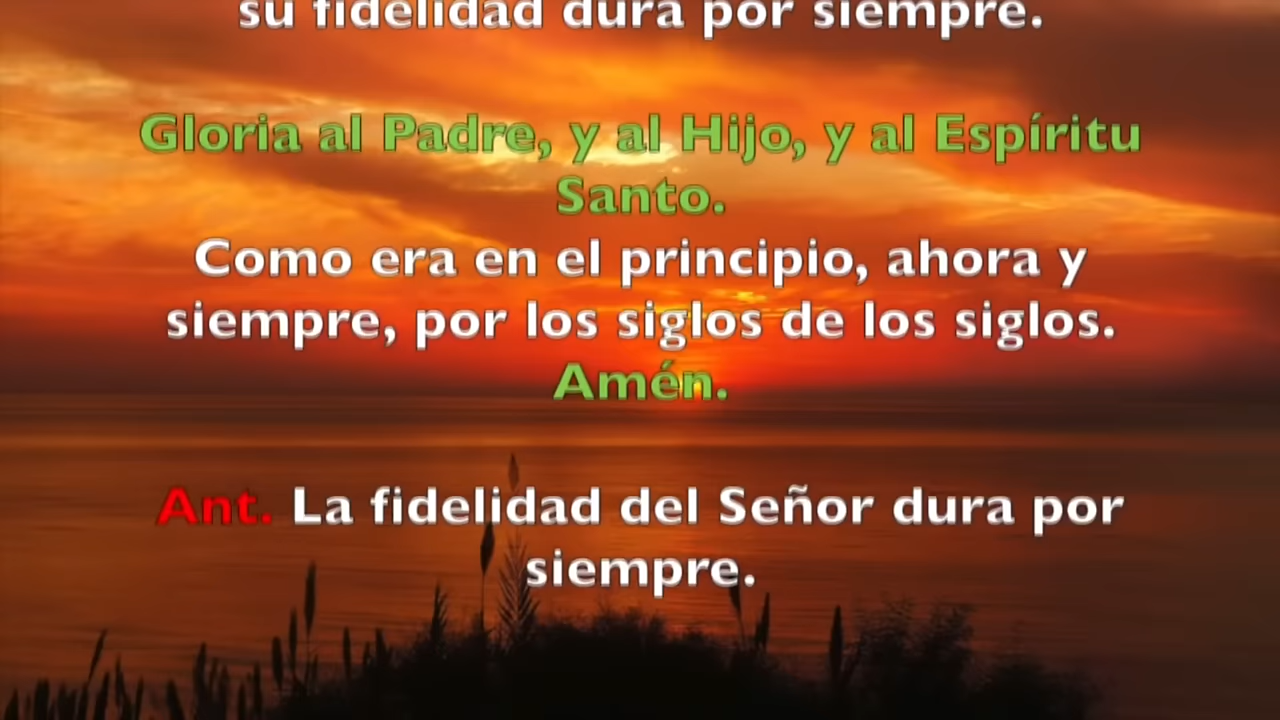 su fidelidad dura por siempre.
Gloria al Padre, y al Hijo, y al Espíritu
Santo.
Como era en el principio, ahora y
siempre, por los siglos de los siglos.
Amén.
Ant. La fidelidad del Señor dura por
siempre.